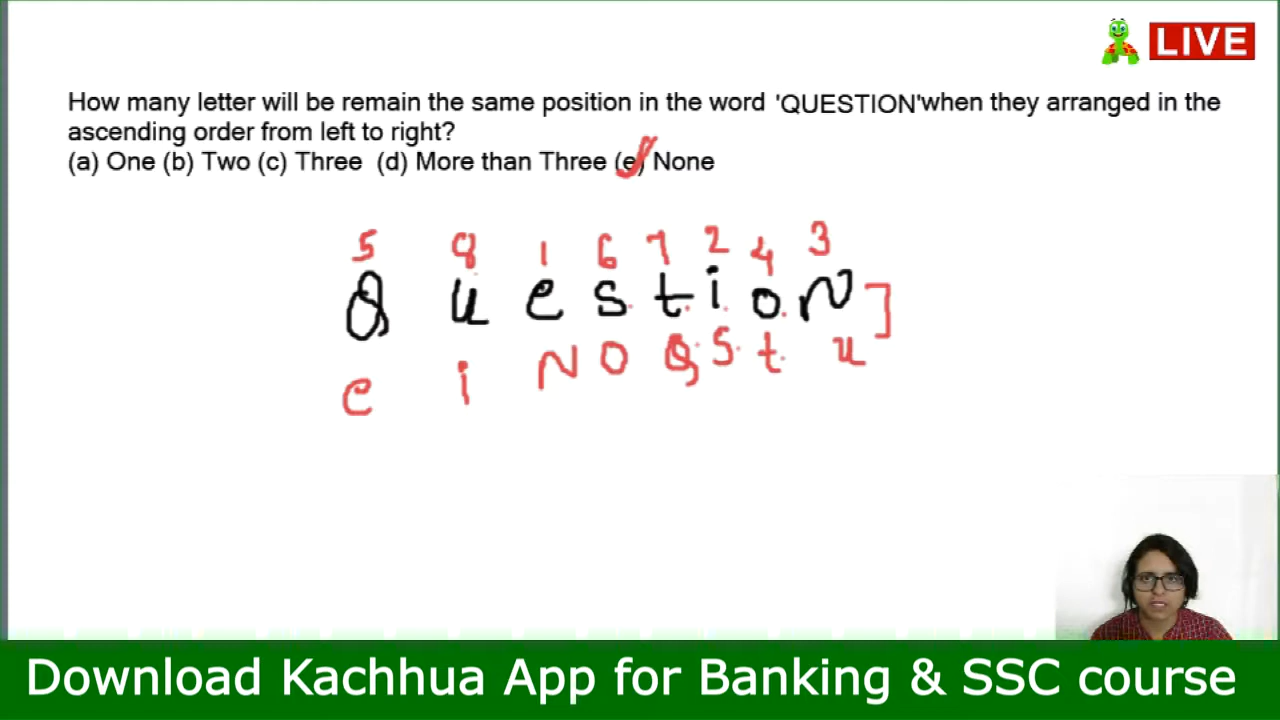 LIVE
How many letter will be remain the same position in the word 'QUESTION' when they arranged in the
ascending order from left to right?
(a) One (b) Two (c) Three (d) More than Three (e) None
5 8 1 6 7 2 4 3
Q u e s t i o N ]
e i N O Q S t u
Download Kachhua App for Banking & SSC course